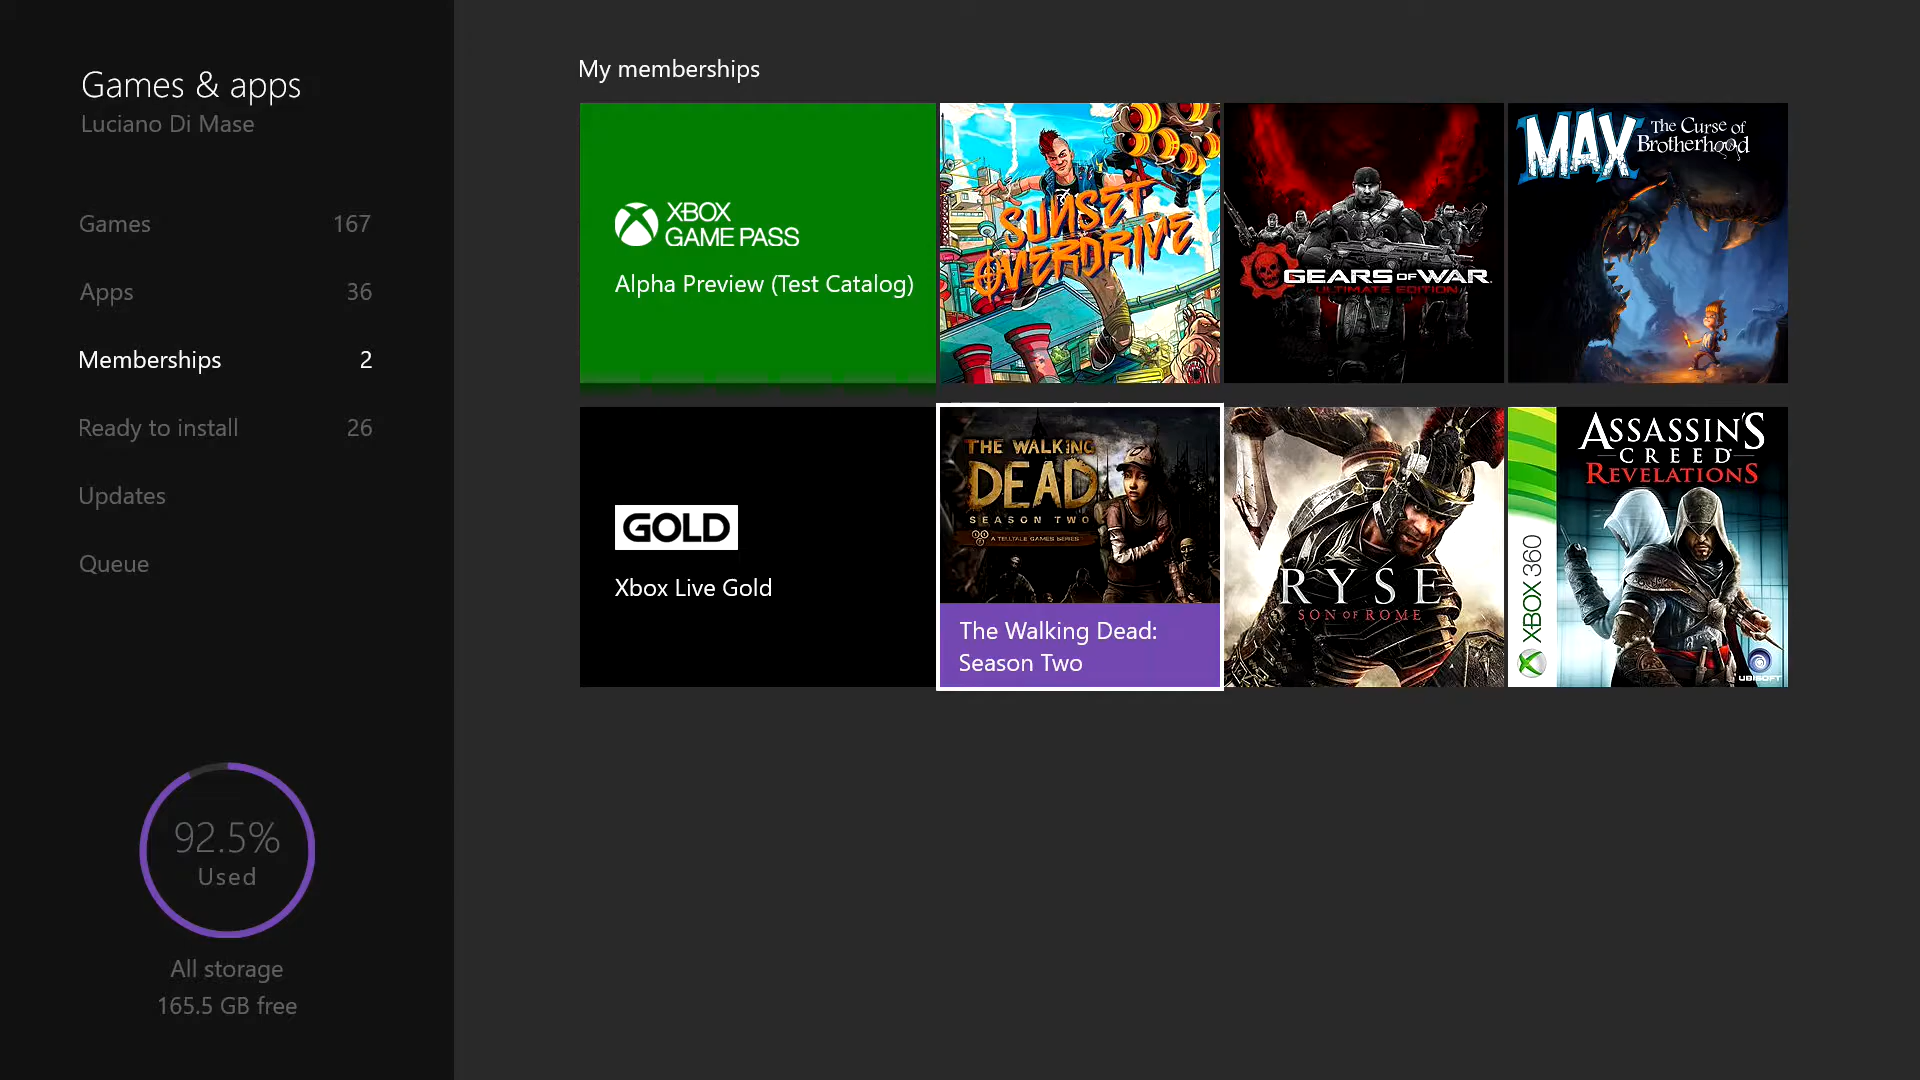 Games & apps
Luciano Di Mase
Games 167
Apps 36
Memberships 2
Ready to install 26
Updates
Queue
92.5%
Used
All storage
165.5 GB free
My memberships
XBOX
GAME PASS
Alpha Preview (Test Catalog)
SUNSET
OVERDRIVE
GEARS OF WAR
ULTIMATE EDITION
MAX The Curse of
Brotherhood
GOLD
Xbox Live Gold
THE WALKING
DEAD
SEASON TWO
A TELLTALE GAMES SERIES
The Walking Dead:
Season Two
RYSE
SON OF ROME
XBOX 360
ASSASSIN'S
CREED
REVELATIONS
UBISOFT